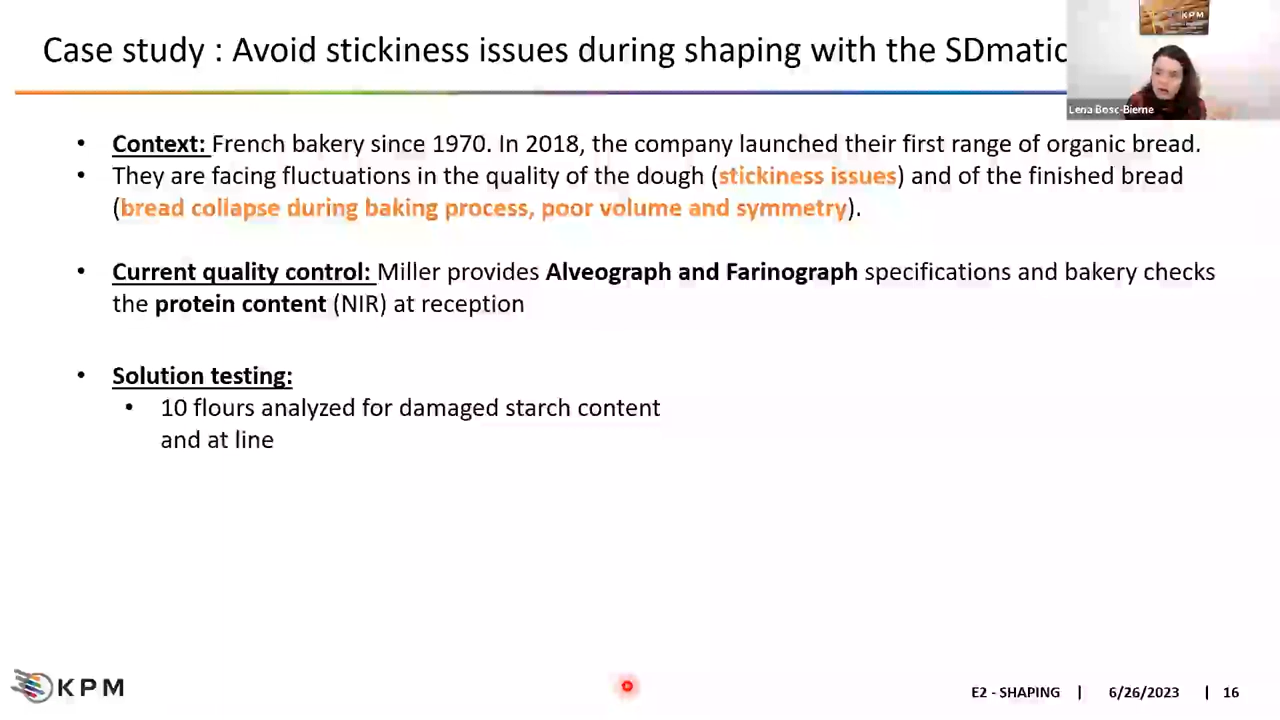 Case study : Avoid stickiness issues during shaping with the SDmatic
KPM
Lena Bosc-Bierne
• Context: French bakery since 1970. In 2018, the company launched their first range of organic bread.
• They are facing fluctuations in the quality of the dough (stickiness issues) and of the finished bread
(bread collapse during baking process, poor volume and symmetry).
• Current quality control: Miller provides Alveograph and Farinograph specifications and bakery checks
the protein content (NIR) at reception
• Solution testing:
• 10 flours analyzed for damaged starch content
and at line
KPM
E2 - SHAPING | 6/26/2023 | 16